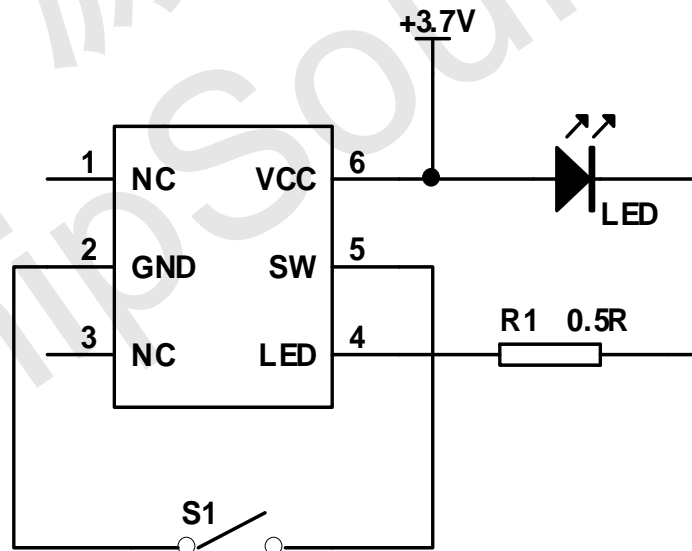 +3.7V
1 NC VCC 6
LED
2 GND SW 5
R1 0.5R
3 NC LED 4
S1